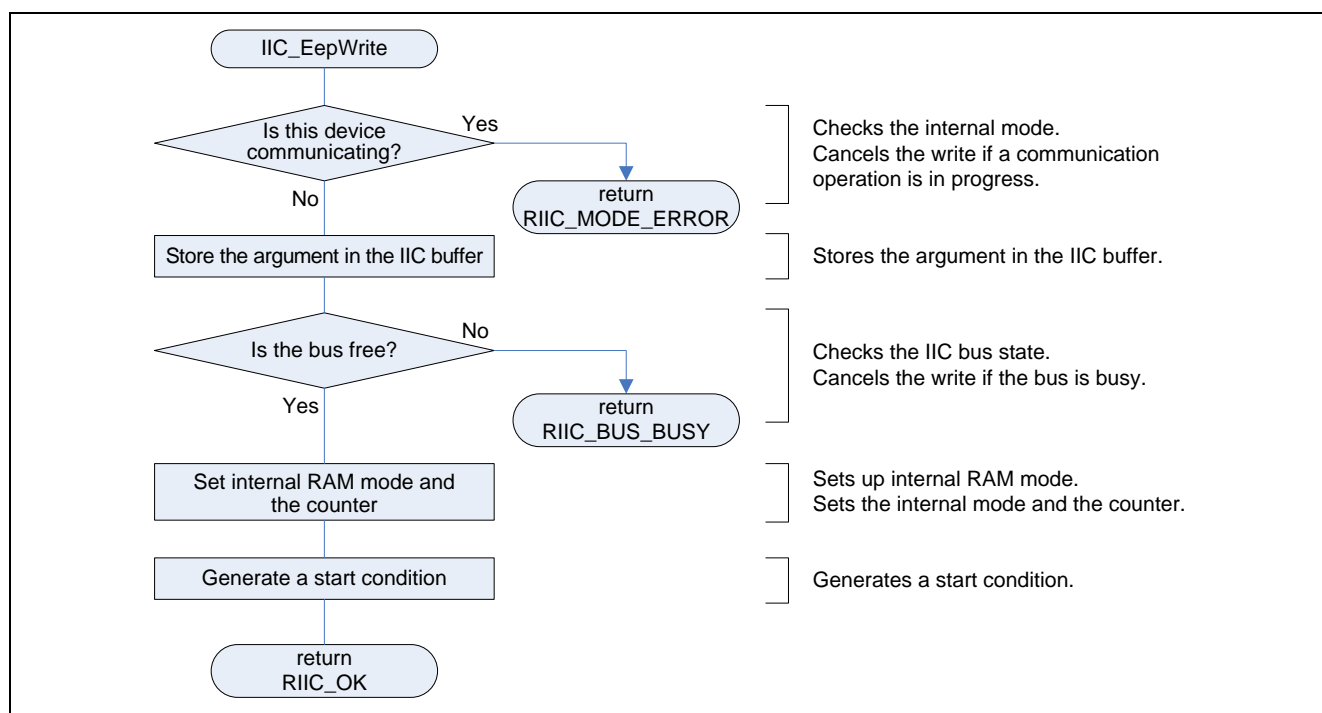 IIC_EepWrite
Is this device
communicating?
Yes
No
return
RIIC_MODE_ERROR
Checks the internal mode.
Cancels the write if a communication
operation is in progress.
Store the argument in the IIC buffer
Stores the argument in the IIC buffer.
Is the bus free?
No
Yes
return
RIIC_BUS_BUSY
Checks the IIC bus state.
Cancels the write if the bus is busy.
Set internal RAM mode and
the counter
Sets up internal RAM mode.
Sets the internal mode and the counter.
Generate a start condition
Generates a start condition.
return
RIIC_OK